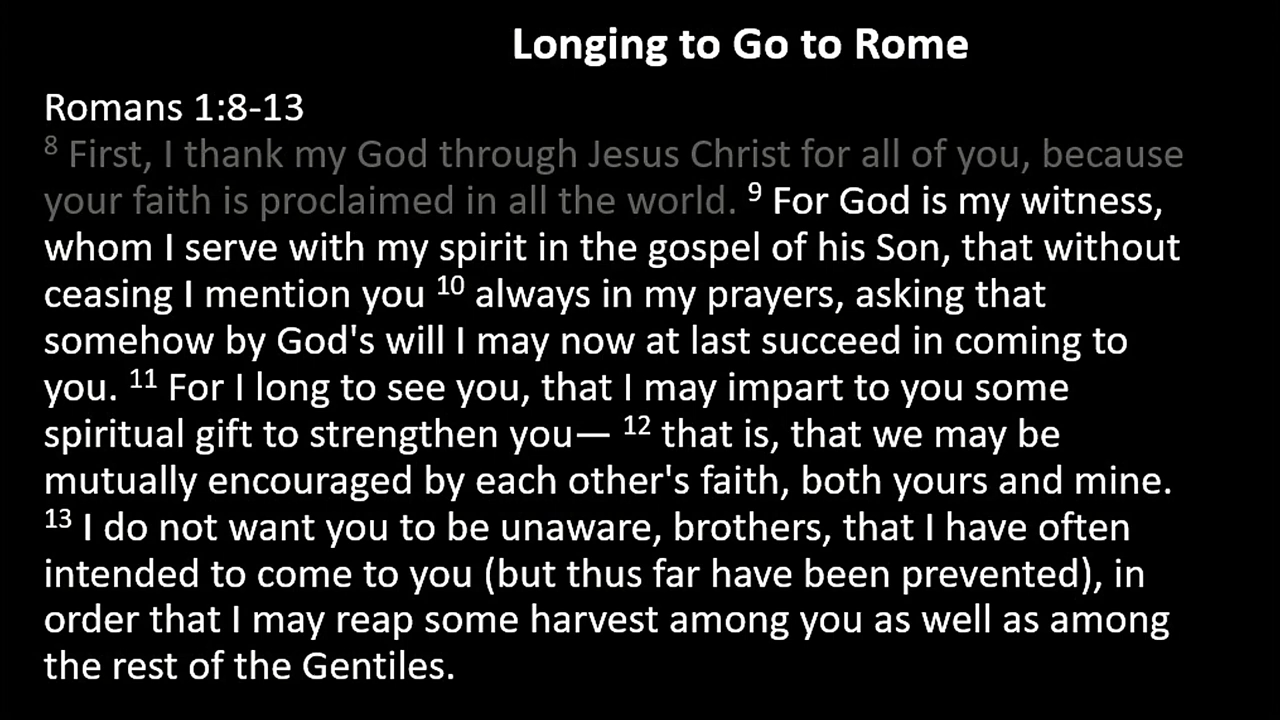 Longing to Go to Rome
Romans 1:8-13
8 First, I thank my God through Jesus Christ for all of you, because
your faith is proclaimed in all the world. 9 For God is my witness,
whom I serve with my spirit in the gospel of his Son, that without
ceasing I mention you 10 always in my prayers, asking that
somehow by God's will I may now at last succeed in coming to
you. 11 For I long to see you, that I may impart to you some
spiritual gift to strengthen you— 12 that is, that we may be
mutually encouraged by each other's faith, both yours and mine.
13 I do not want you to be unaware, brothers, that I have often
intended to come to you (but thus far have been prevented), in
order that I may reap some harvest among you as well as among
the rest of the Gentiles.